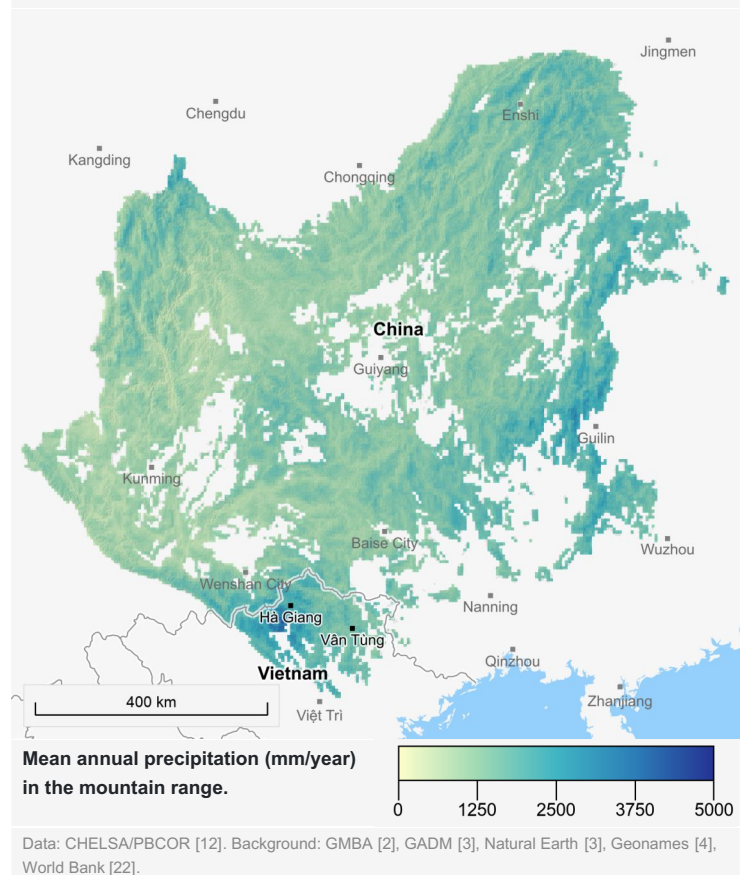 Jingmen
Chengdu
Enshi
Kangding
Chongqing
China
Guiyang
Guilin
Kunming
Baise City
Wuzhou
Wenshan City
Nanning
Hà Giang
Vân Tùng
Qinzhou
Vietnam
Zhanjiang
400 km
Việt Trì
Mean annual precipitation (mm/year)
in the mountain range.
0 1250 2500 3750 5000
Data: CHELSA/PBCOR [12]. Background: GMBA [2], GADM [3], Natural Earth [3], Geonames [4],
World Bank [22].